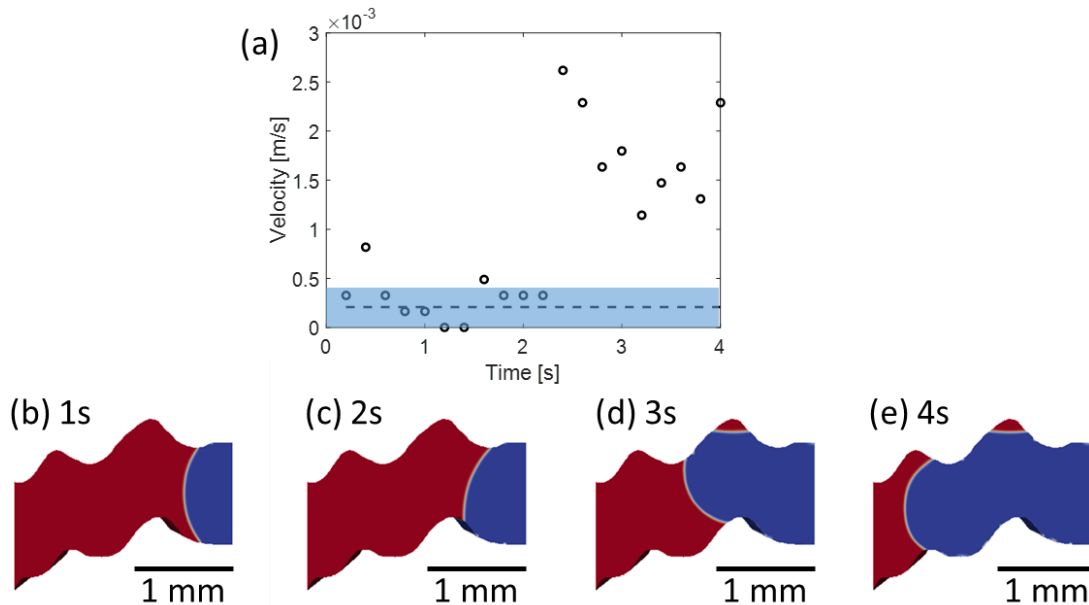 (a)
×10⁻³
3
2.5
2
1.5
1
0.5
0
Velocity [m/s]
0 1 2 3 4
Time [s]
(b) 1s (c) 2s (d) 3s (e) 4s
1 mm 1 mm 1 mm 1 mm